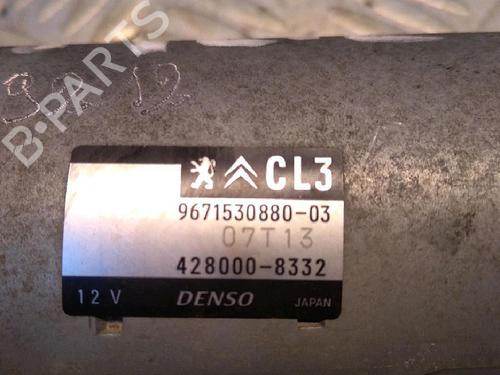 B-PARTS
CL3
9671530880-03
07T13
428000-8332
12 V DENSO JAPAN